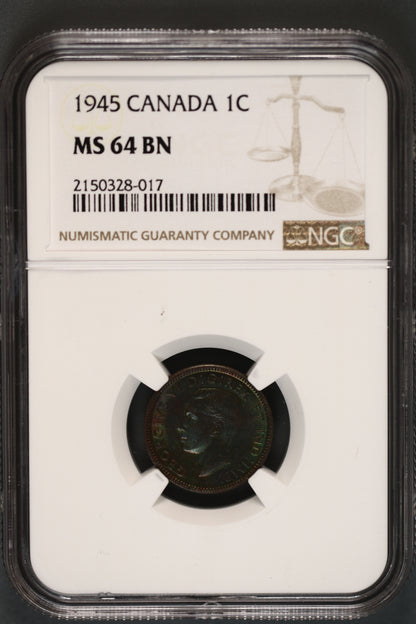 1945 CANADA 1C
MS 64 BN
2150328-017
NUMISMATIC GUARANTY COMPANY
NGC®